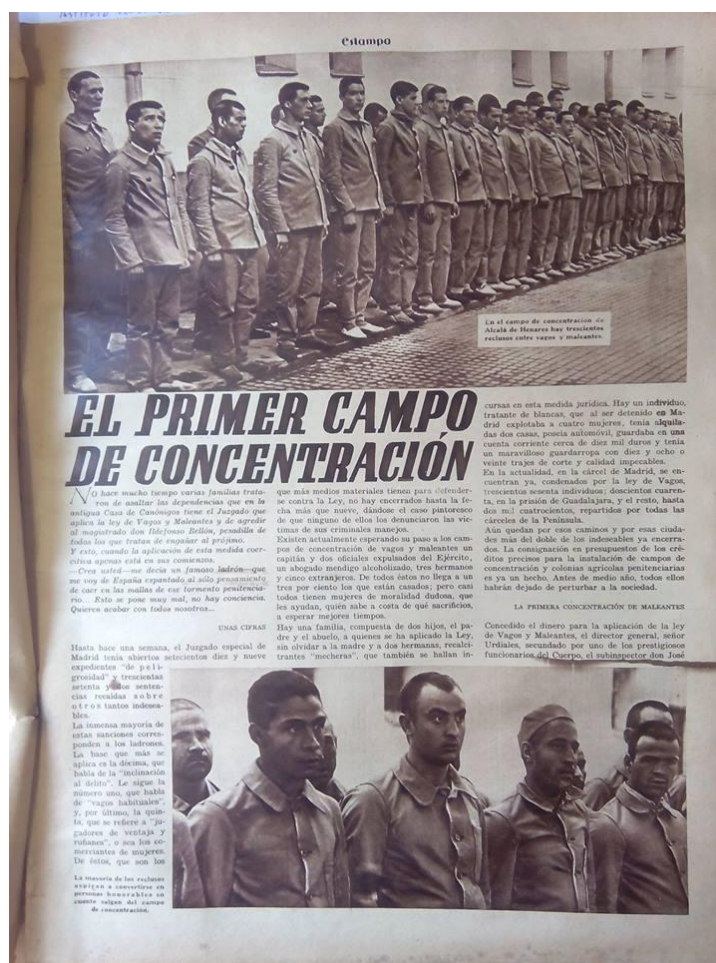 Estampa
En el campo de concentración de
Alcalá de Henares hay trescientos
reclusos entre vagos y maleantes.
EL PRIMER CAMPO
DE CONCENTRACIÓN
NO hace mucho tiempo varias familias trata-
ron de asaltar las dependencias que en la
antigua Casa de Canónigos tiene el Juzgado que
aplica la ley de Vagos y Maleantes y de agredir
al magistrado don Ildefonso Bellón, pesadilla de
todos los que tratan de engañar al prójimo.
Y esto, cuando la aplicación de esta medida coer-
citiva apenas está en sus comienzos.
—Crea usted—me decía un famoso ladrón—que
me voy de España espantado al sólo pensamiento
de caer en las mallas de ese tormento penitencia-
rio... Esto se pone muy mal, no hay conciencia.
Quieren acabar con todos nosotros...
UNAS CIFRAS
Hasta hace una semana, el Juzgado especial de
Madrid tenía abiertos setecientos diez y nueve
expedientes "de peli-
grosidad" y trescientas
setenta y dos senten-
cias recaídas sobre
otros tantos indesea-
bles.
La inmensa mayoría de
estas sanciones corres-
ponden a los ladrones.
La base que más se
aplica es la décima, que
habla de la "inclinación
al delito". Le sigue la
número uno, que habla
de "vagos habituales",
y, por último, la quin-
ta, que se refiere a "ju-
gadores de ventaja y
rufianes", o sea los co-
merciantes de mujeres.
De éstos, que son los
La mayoría de los reclusos
aspiran a convertirse en
personas honorables en
cuanto salgan del campo
de concentración.
que más medios materiales tienen para defender-
se contra la Ley, no hay encerrados hasta la fe-
cha más que nueve, dándose el caso pintoresco
de que ninguno de ellos denunciaron las víc-
timas de sus criminales manejos.
Existen actualmente esperando su paso a los cam-
pos de concentración de vagos y maleantes un
capitán y dos oficiales expulsados del Ejército,
un abogado mendigo alcoholizado, tres hermanos
y cinco extranjeros. De todos éstos no llega a un
tres por ciento los que están casados; pero casi
todos tienen mujeres de moralidad dudosa, que
les ayudan, quién sabe a costa de qué sacrificios,
a esperar mejores tiempos.
Hay una familia, compuesta de dos hijos, el pa-
dre y el abuelo, a quienes se ha aplicado la Ley,
sin olvidar a la madre y a dos hermanas, recalci-
trantes "mecheras", que también se hallan in-
cursas en esta medida jurídica. Hay un individuo,
tratante de blancas, que al ser detenido en Ma-
drid explotaba a cuatro mujeres, tenía alquila-
das dos casas, poseía automóvil, guardaba en una
cuenta corriente cerca de diez mil duros y tenía
un maravilloso guardarropa con diez y ocho o
veinte trajes de corte y calidad impecables.
En la actualidad, en la cárcel de Madrid, se en-
cuentran ya, condenados por la ley de Vagos,
trescientos sesenta individuos; doscientos cuaren-
ta, en la prisión de Guadalajara, y el resto, hasta
dos mil cuatrocientos, repartidos por todas las
cárceles de la Península.
Aún quedan por esos caminos y por esas ciuda-
des más del doble de los indeseables ya encerra-
dos. La consignación en presupuestos de los cré-
ditos precisos para la instalación de campos de
concentración y colonias agrícolas penitenciarias
es ya un hecho. Antes de medio año, todos ellos
habrán dejado de perturbar a la sociedad.
LA PRIMERA CONCENTRACIÓN DE MALEANTES
Concedido el dinero para la aplicación de la ley
de Vagos y Maleantes, el director general, señor
Urdiales, secundado por uno de los prestigiosos
funcionarios del Cuerpo, el subinspector don José